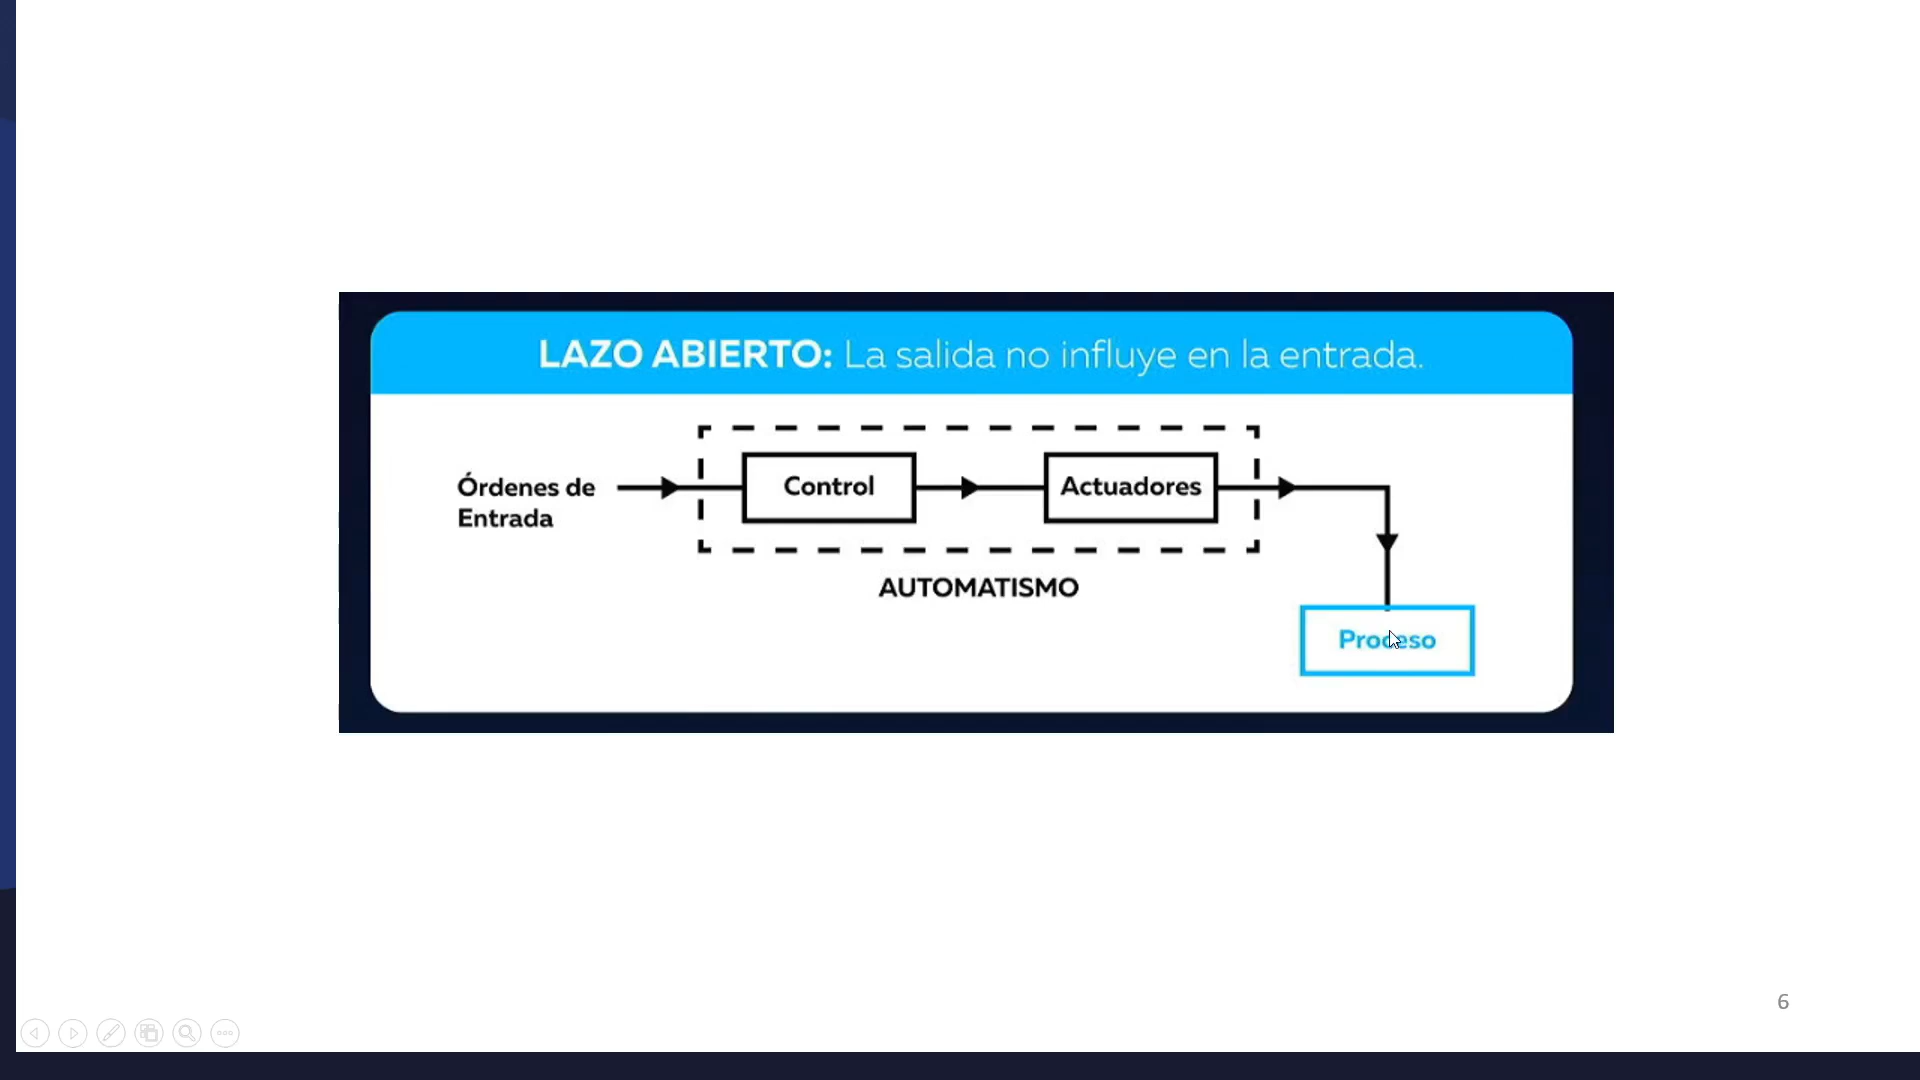 LAZO ABIERTO: La salida no influye en la entrada.
Órdenes de
Entrada
Control
Actuadores
AUTOMATISMO
Proceso
6